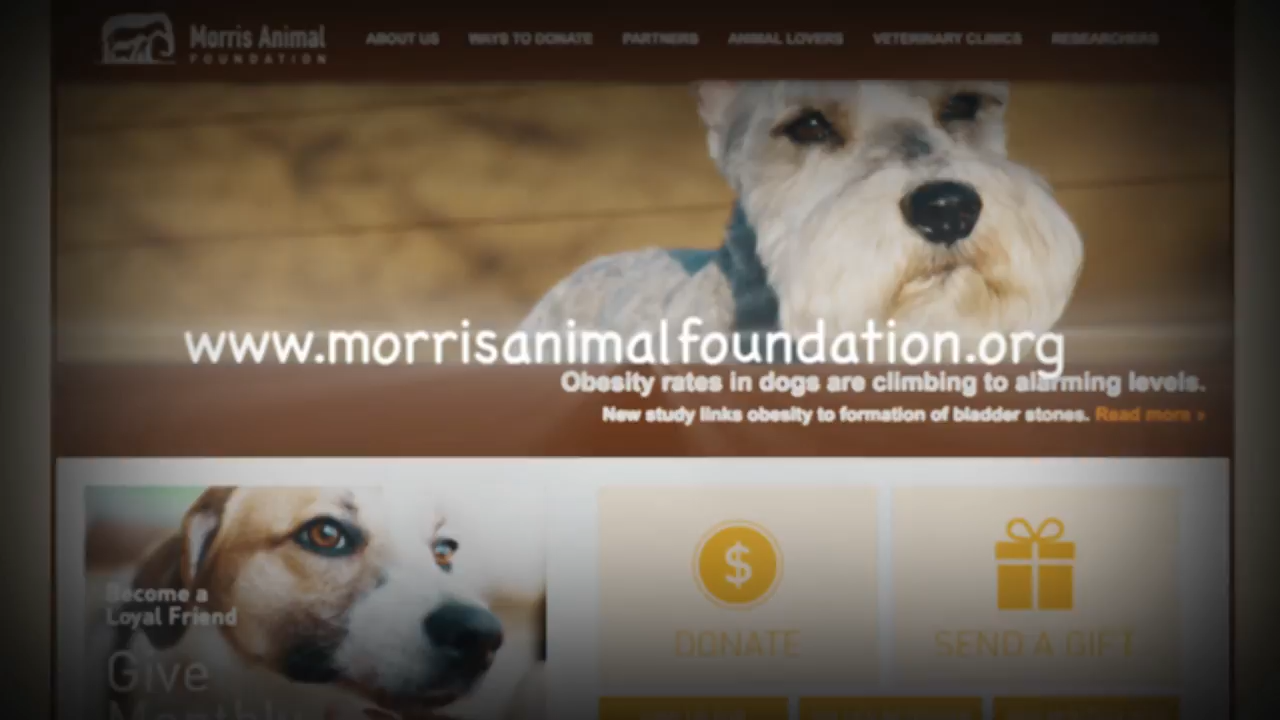 Morris Animal
FOUNDATION
ABOUT US WAYS TO DONATE PARTNERS ANIMAL LOVERS VETERINARY CLINICS RESEARCHERS
www.morrisanimalfoundation.org
Obesity rates in dogs are climbing to alarming levels.
New study links obesity to formation of bladder stones. Read more »
Become a
Loyal Friend
Give
Monthly
$
DONATE
SEND A GIFT